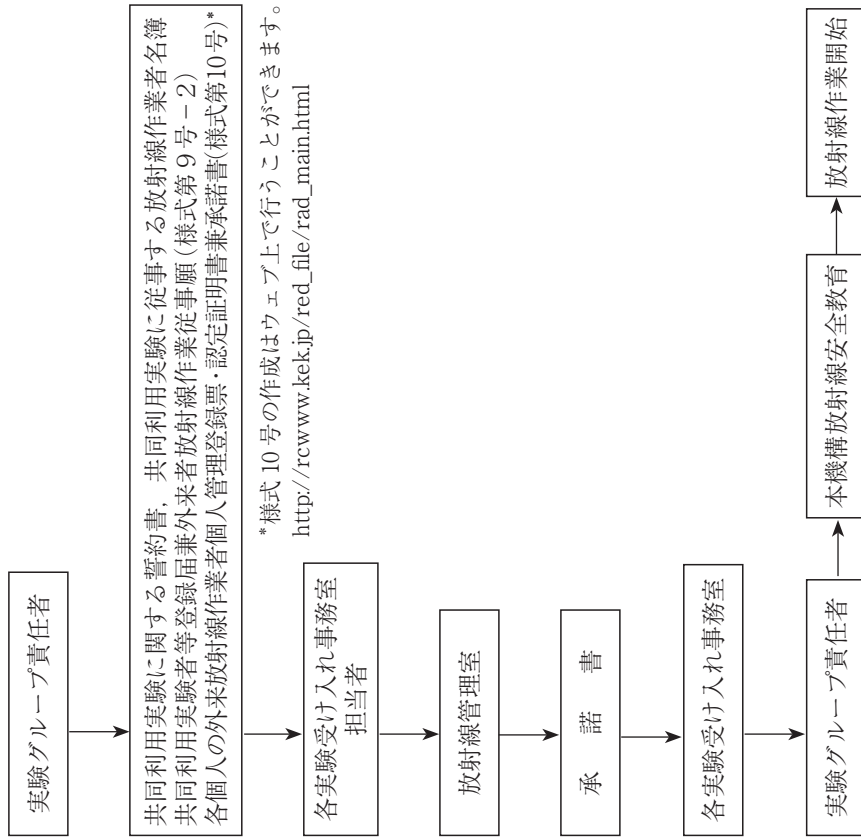 実験グループ責任者
共同利用実験に関する誓約書，共同利用実験に従事する放射線作業者名簿
共同利用実験者等登録届兼外来者放射線作業従事願（様式第９号－２）
各個人の外来放射線作業者個人管理登録票・認定証明書兼承諾書(様式第10号)*
*様式 10 号の作成はウェブ上で行うことができます。
http://rcwww.kek.jp/red_file/rad_main.html
各実験受け入れ事務室
担当者
放射線管理室
承　諾　書
各実験受け入れ事務室
実験グループ責任者
本機構放射線安全教育
放射線作業開始